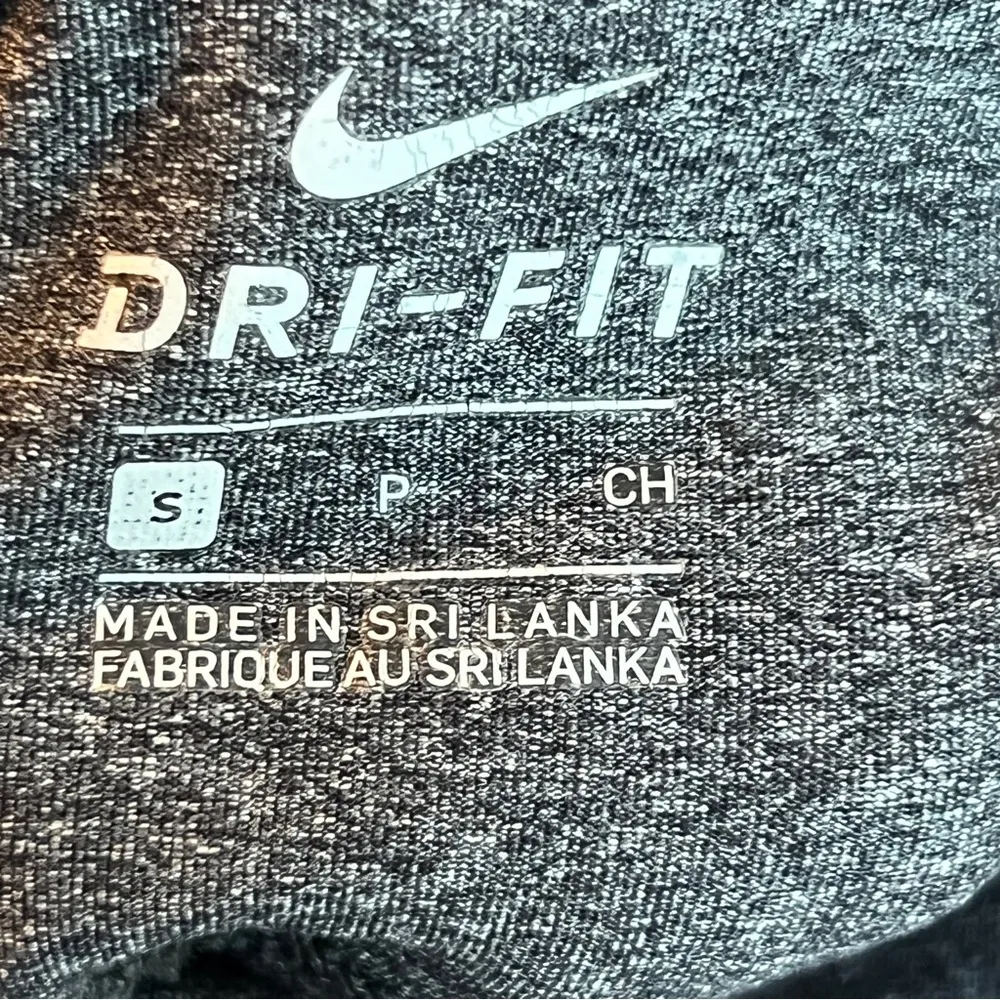 DRI-FIT
S P CH
MADE IN SRI LANKA
FABRIQUE AU SRI LANKA